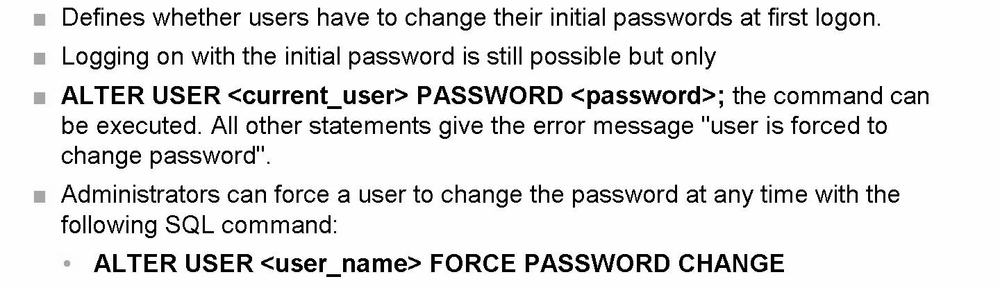 Defines whether users have to change their initial passwords at first logon.
Logging on with the initial password is still possible but only
ALTER USER <current_user> PASSWORD <password>; the command can
be executed. All other statements give the error message "user is forced to
change password".
Administrators can force a user to change the password at any time with the
following SQL command:
ALTER USER <user_name> FORCE PASSWORD CHANGE